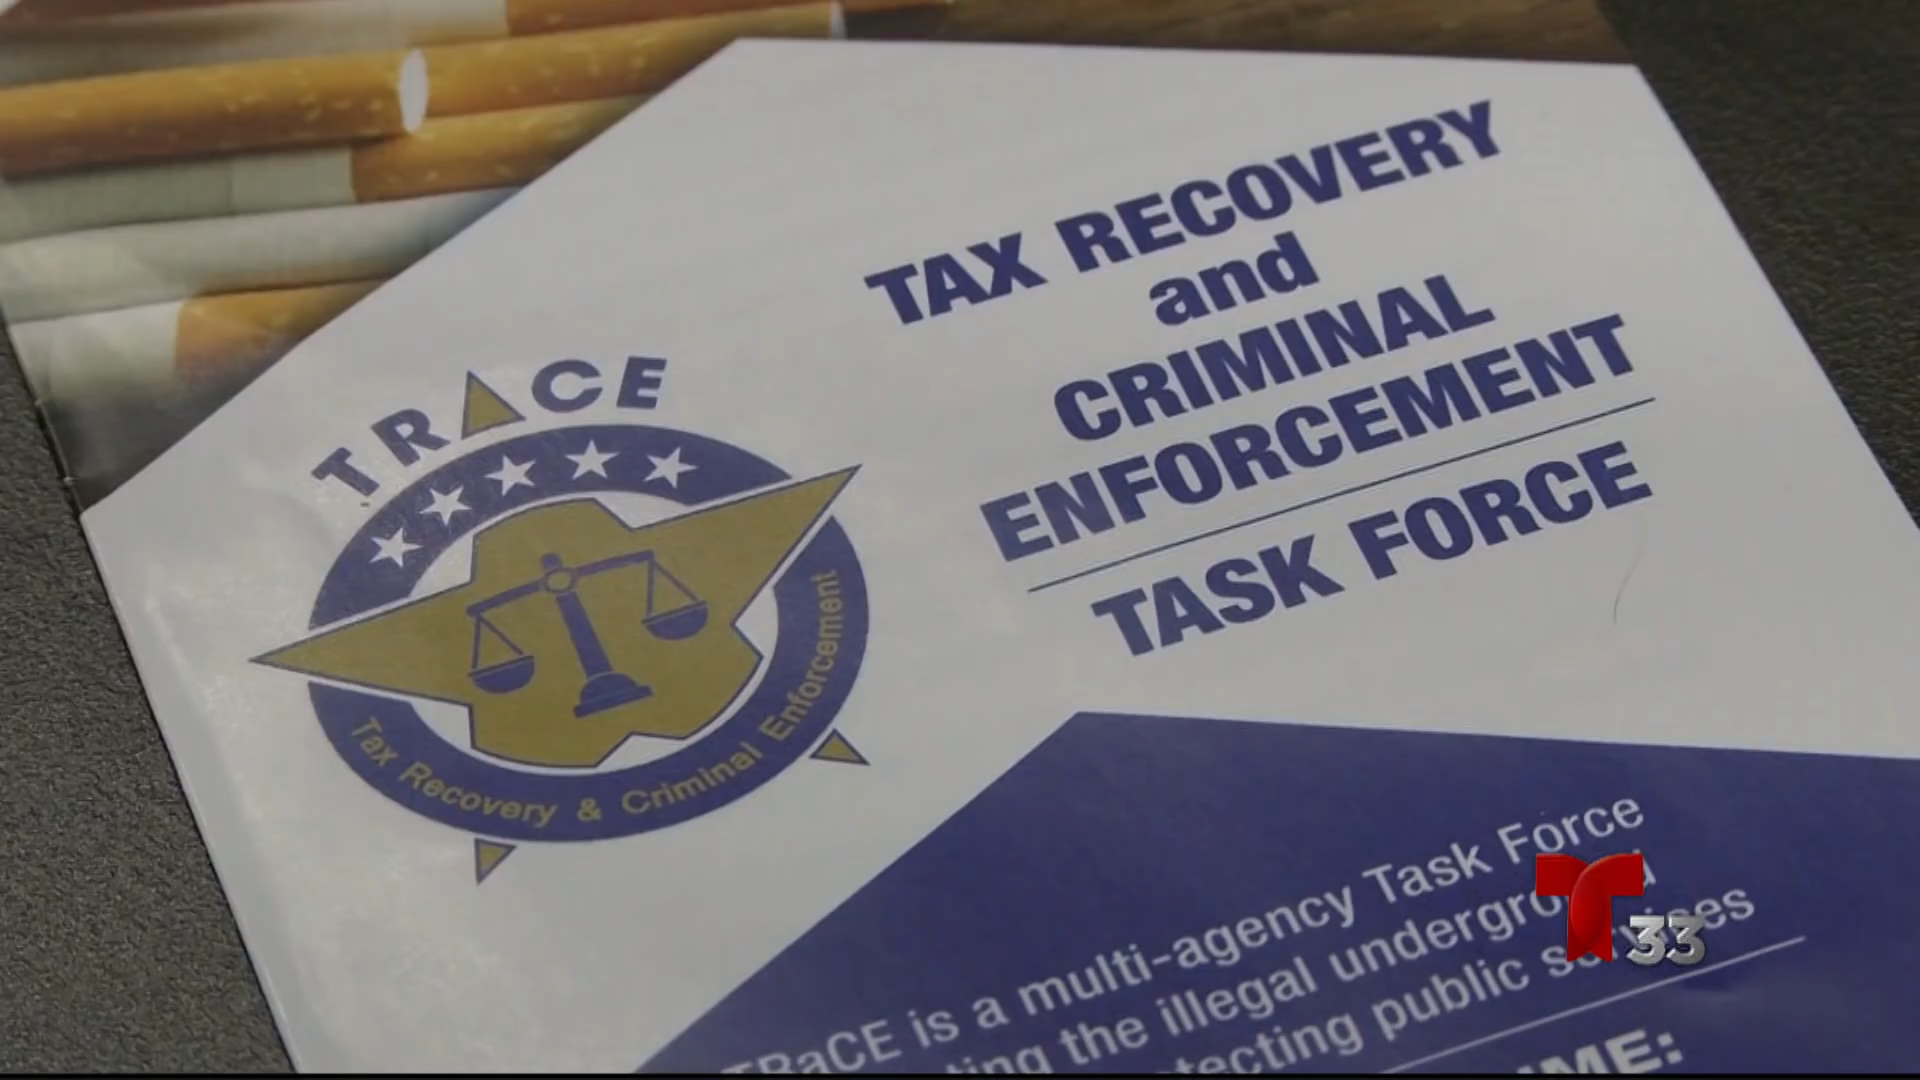 TAX RECOVERY
and
CRIMINAL
ENFORCEMENT
TASK FORCE
TRACE
Tax Recovery & Criminal Enforcement
TRaCE is a multi-agency Task Force
the illegal
public services
33